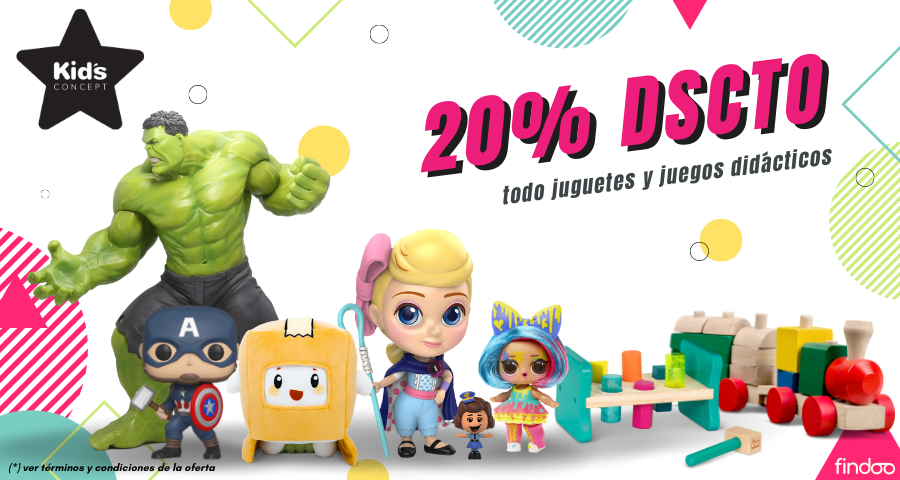 Kid's
CONCEPT
20% DSCTO
todo juguetes y juegos didácticos
A
(*) ver términos y condiciones de la oferta
findoo